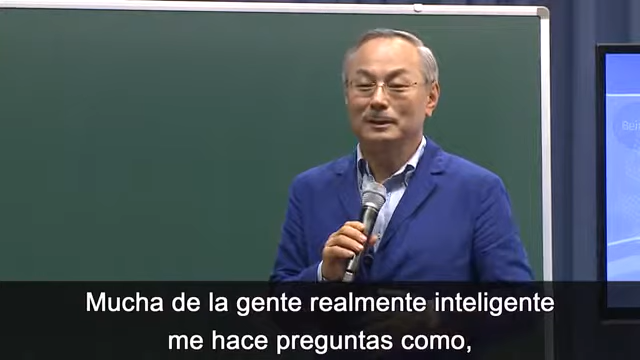 Mucha de la gente realmente inteligente
me hace preguntas como,